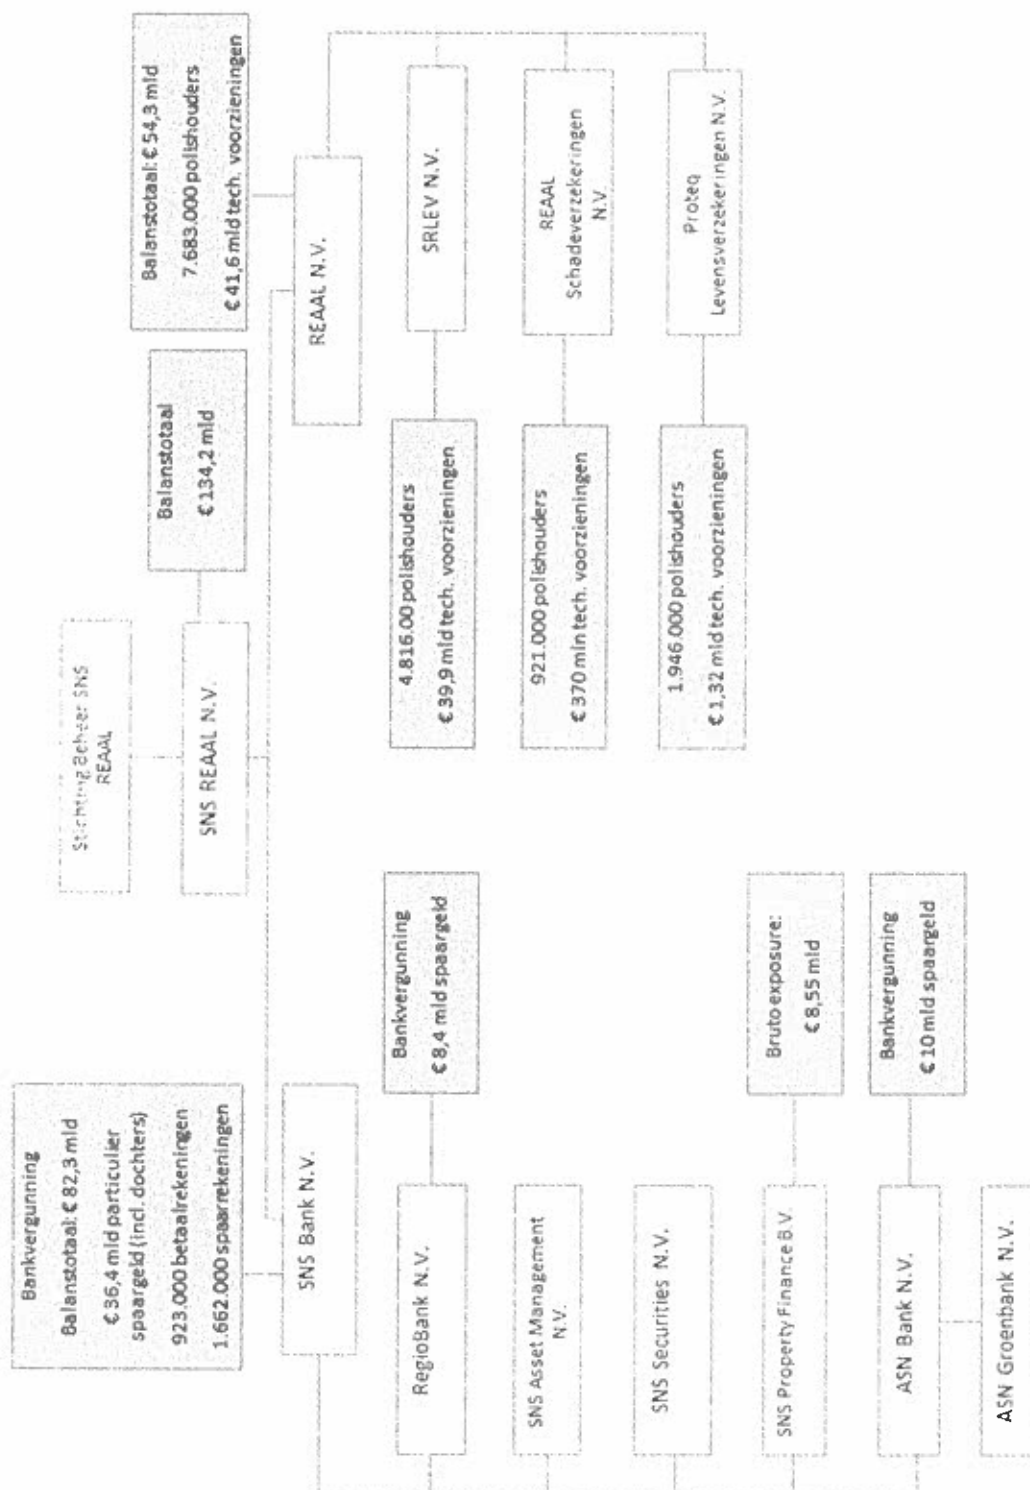 Stichting Beheer SNS
REAAL
SNS REAAL N.V.
Balanstotaal
€ 134,2 mld
Bankvergunning
Balanstotaal: € 82,3 mld
€ 36,4 mld particulier
spaargeld (incl. dochters)
923.000 betaalrekeningen
1.662.000 spaarrekeningen
SNS Bank N.V.
RegioBank N.V.
Bankvergunning
€ 8,4 mld spaargeld
SNS Asset Management
N.V.
SNS Securities N.V.
SNS Property Finance B.V.
Bruto exposure:
€ 8,55 mld
ASN Bank N.V.
Bankvergunning
€ 10 mld spaargeld
ASN Groenbank N.V.
Balanstotaal: € 54,3 mld
7.683.000 polishouders
€ 41,6 mld tech. voorzieningen
REAAL N.V.
4.816.00 polishouders
€ 39,9 mld tech. voorzieningen
SRLEV N.V.
921.000 polishouders
€ 370 mln tech. voorzieningen
REAAL
Schadeverzekeringen
N.V.
1.946.000 polishouders
€ 1,32 mld tech. voorzieningen
Proteq
Levensverzekeringen N.V.